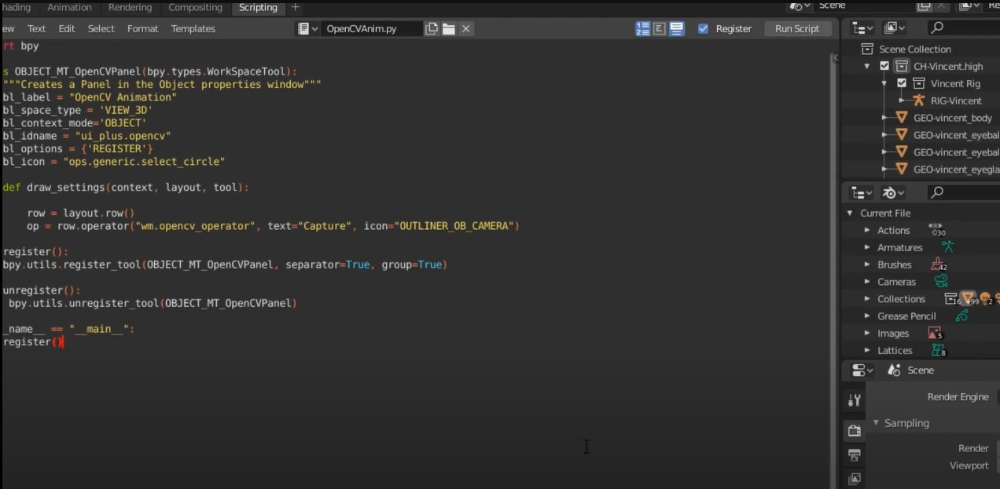 hading Animation Rendering Compositing Scripting + Scene Re
ew Text Edit Select Format Templates OpenCVAnim.py Register Run Script
rt bpy
s OBJECT_MT_OpenCVPanel(bpy.types.WorkSpaceTool):
"""Creates a Panel in the Object properties window"""
bl_label = "OpenCV Animation"
bl_space_type = 'VIEW_3D'
bl_context_mode='OBJECT'
bl_idname = "ui_plus.opencv"
bl_options = {'REGISTER'}
bl_icon = "ops.generic.select_circle"
def draw_settings(context, layout, tool):
row = layout.row()
op = row.operator("wm.opencv_operator", text="Capture", icon="OUTLINER_OB_CAMERA")
register():
bpy.utils.register_tool(OBJECT_MT_OpenCVPanel, separator=True, group=True)
unregister():
bpy.utils.unregister_tool(OBJECT_MT_OpenCVPanel)
_name__ == "__main__":
register()
Scene Collection
CH-Vincent.high
Vincent Rig
RIG-Vincent
GEO-vincent_body
GEO-vincent_eyebal
GEO-vincent_eyebal
GEO-vincent_eyegla
Current File
Actions 30
Armatures
Brushes 42
Cameras
Collections 16 +99 2
Grease Pencil
Images 5
Lattices 8
Scene
Render Engine
Sampling
Render
Viewport